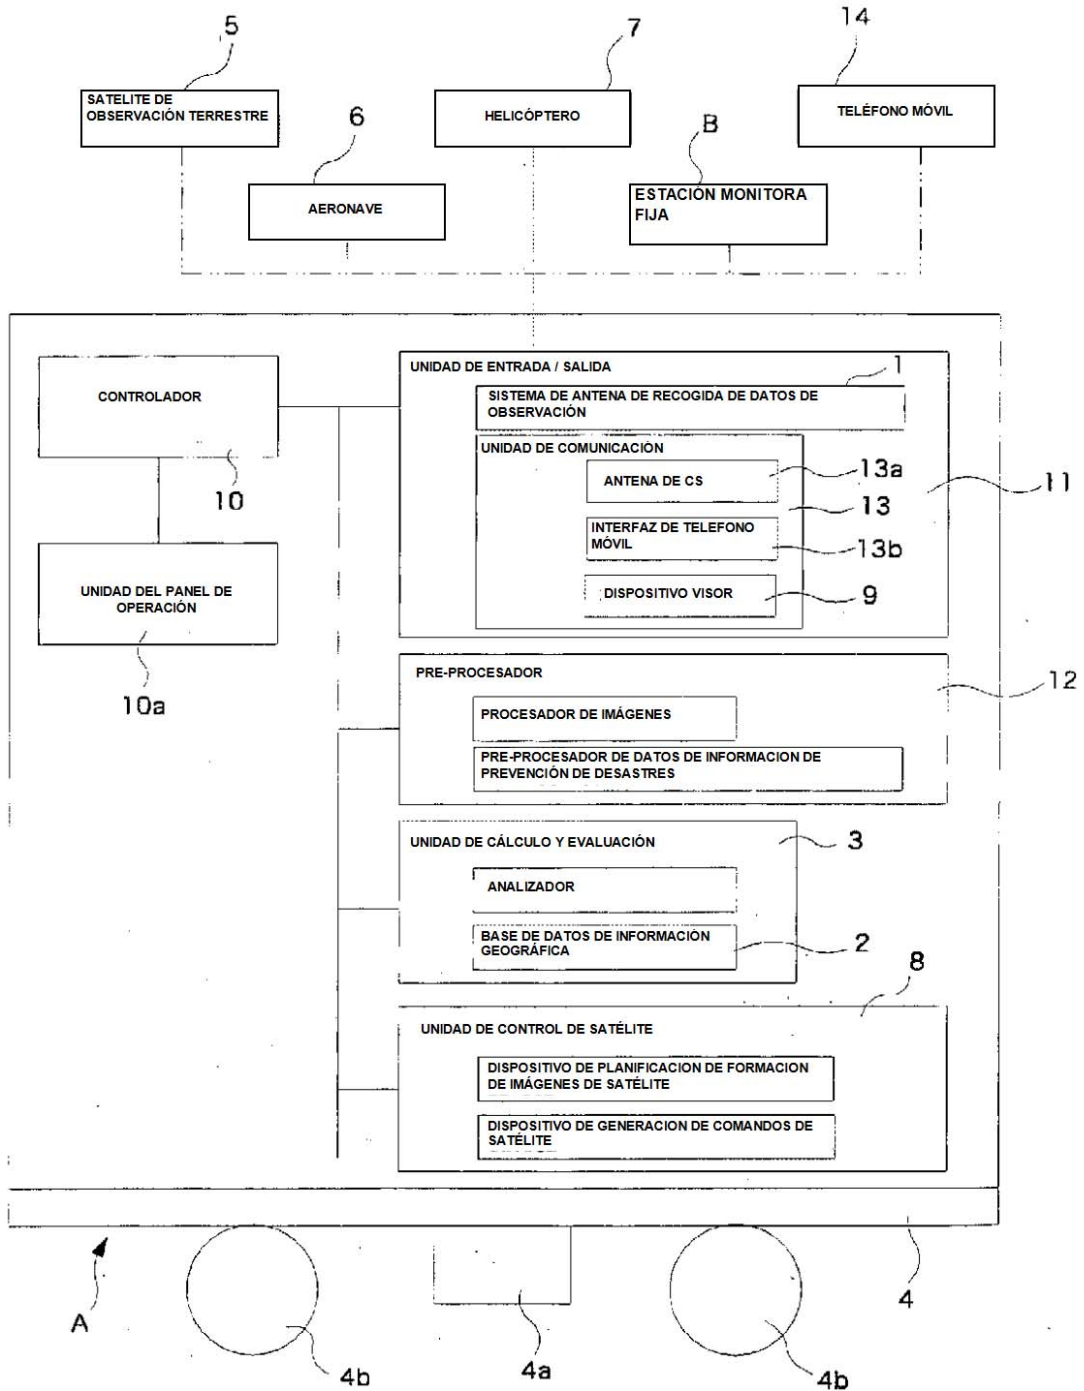 5
7
14
SATELITE DE
OBSERVACIÓN TERRESTRE
HELICÓPTERO
TELÉFONO MÓVIL
6
B
AERONAVE
ESTACIÓN MONITORA
FIJA
CONTROLADOR
10
UNIDAD DEL PANEL DE
OPERACIÓN
10a
UNIDAD DE ENTRADA / SALIDA
1
SISTEMA DE ANTENA DE RECOGIDA DE DATOS DE
OBSERVACIÓN
UNIDAD DE COMUNICACIÓN
ANTENA DE CS
13a
11
13
INTERFAZ DE TELEFONO
MÓVIL
13b
DISPOSITIVO VISOR
9
PRE-PROCESADOR
12
PROCESADOR DE IMÁGENES
PRE-PROCESADOR DE DATOS DE INFORMACION DE
PREVENCIÓN DE DESASTRES
UNIDAD DE CÁLCULO Y EVALUACIÓN
3
ANALIZADOR
BASE DE DATOS DE INFORMACIÓN
GEOGRÁFICA
2
8
UNIDAD DE CONTROL DE SATÉLITE
DISPOSITIVO DE PLANIFICACION DE FORMACION
DE IMÁGENES DE SATÉLITE
DISPOSITIVO DE GENERACION DE COMANDOS DE
SATÉLITE
A
4
4b
4a
4b